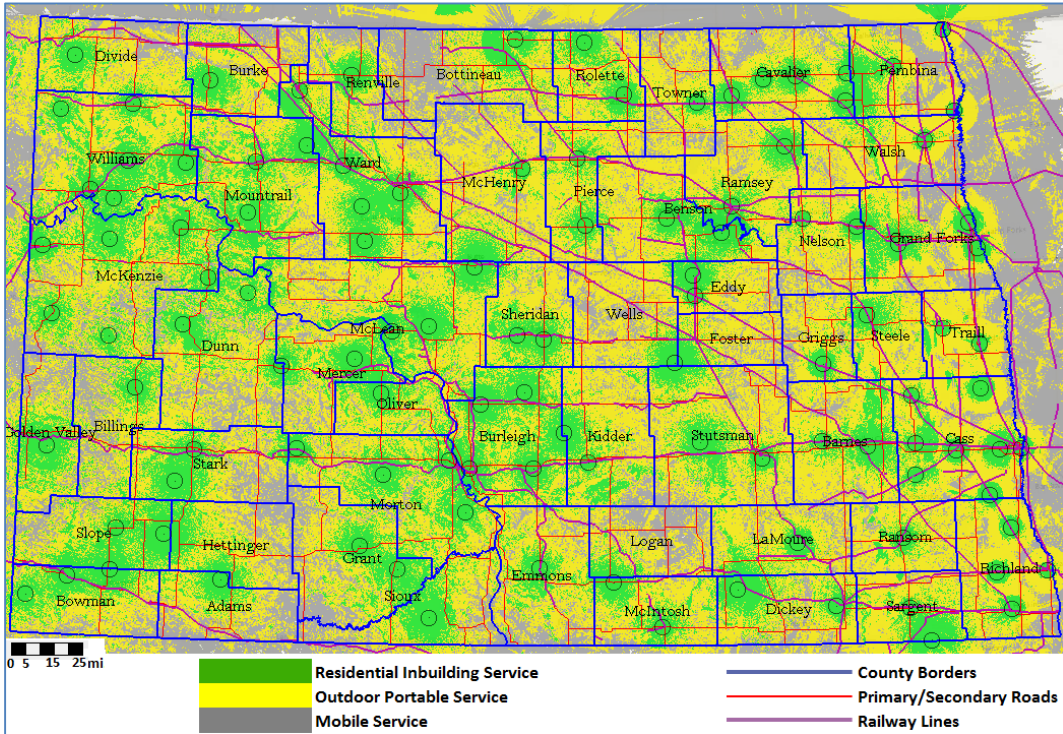 Divide
Burke
Renville
Bottineau
Rolette
Towner
Cavalier
Pembina
Williams
Mountrail
Ward
McHenry
Pierce
Benson
Ramsey
Walsh
Nelson
Grand Forks
McKenzie
Dunn
McLean
Mercer
Oliver
Sheridan
Wells
Eddy
Foster
Griggs
Steele
Traill
Golden Valley
Billings
Stark
Burleigh
Kidder
Stutsman
Barnes
Cass
Morton
Slope
Hettinger
Grant
Logan
LaMoure
Ransom
Richland
Bowman
Adams
Sioux
Emmons
McIntosh
Dickey
Sargent
0 5 15 25mi
Residential Inbuilding Service
Outdoor Portable Service
Mobile Service
County Borders
Primary/Secondary Roads
Railway Lines